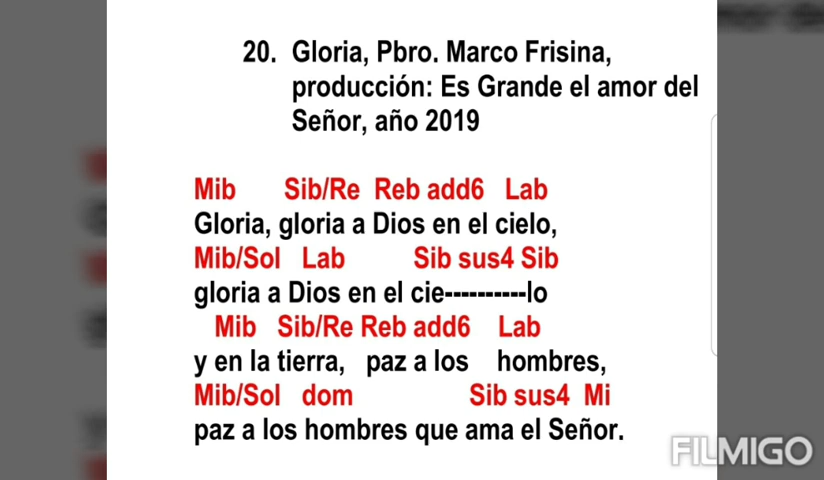 20. Gloria, Pbro. Marco Frisina,
producción: Es Grande el amor del
Señor, año 2019
Mib Sib/Re Reb add6 Lab
Gloria, gloria a Dios en el cielo,
Mib/Sol Lab Sib sus4 Sib
gloria a Dios en el cie----------lo
Mib Sib/Re Reb add6 Lab
y en la tierra, paz a los hombres,
Mib/Sol dom Sib sus4 Mi
paz a los hombres que ama el Señor.
FILMIGO